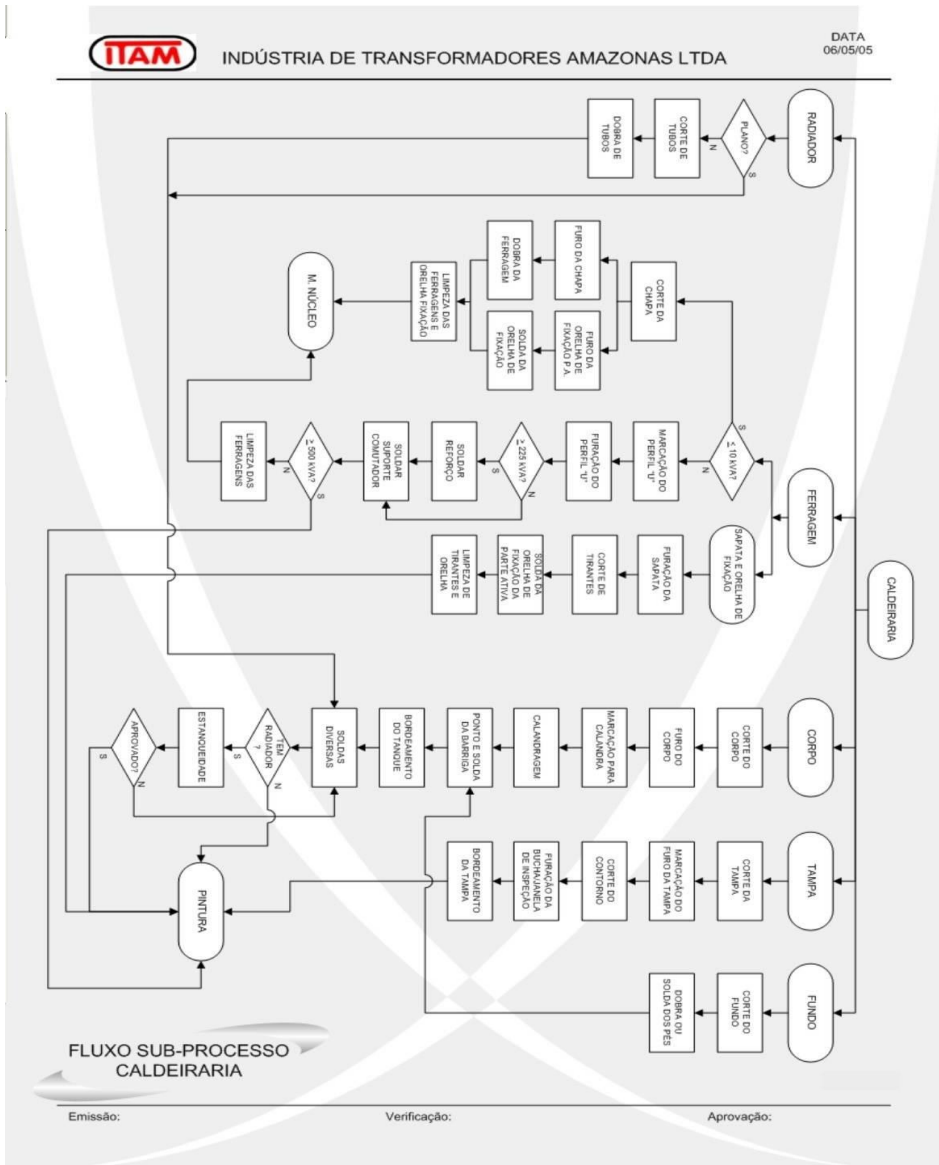 ITAM
INDÚSTRIA DE TRANSFORMADORES AMAZONAS LTDA
DATA
06/05/05
CALDEIRARIA
RADIADOR
PLANO?
S
N
CORTE DE
TUBOS
DOBRA DE
TUBOS
FERRAGEM
≤ 10 kVA?
S
N
CORTE DA
CHAPA
FURO DA CHAPA
DOBRA DA
FERRAGEM
FURO DA
ORELHA DE
FIXAÇÃO P.A.
SOLDA DA
ORELHA DE
FIXAÇÃO
LIMPEZA DAS
FERRAGENS E
ORELHA FIXAÇÃO
M. NÚCLEO
MARCAÇÃO DO
PERFIL "U"
FURAÇÃO DO
PERFIL "U"
≥ 225 kVA?
N
S
SOLDAR
REFORÇO
SOLDAR
SUPORTE
COMUTADOR
≥ 500 kVA?
S
N
LIMPEZA DAS
FERRAGENS
SAPATA E ORELHA DE
FIXAÇÃO
FURAÇÃO DA
SAPATA
CORTE DE
TIRANTES
SOLDA DA
ORELHA DE
FIXAÇÃO DA
PARTE ATIVA
LIMPEZA DE
TIRANTES E
ORELHA
CORPO
CORTE DO
CORPO
FURO DO
CORPO
MARCAÇÃO PARA
CALANDRA
CALANDRAGEM
PONTO E SOLDA
DA BARRIGA
BORDEAMENTO
DO TANQUE
SOLDAS
DIVERSAS
TEM
RADIADOR
?
N
S
ESTANQUEIDADE
APROVADO?
N
S
TAMPA
CORTE DA
TAMPA
MARCAÇÃO DO
FURO DA TAMPA
CORTE DO
CONTORNO
FURAÇÃO DA
BUCHA/JANELA
DE INSPEÇÃO
BORDEAMENTO
DA TAMPA
PINTURA
FUNDO
CORTE DO
FUNDO
DOBRA OU
SOLDA DOS PÉS
FLUXO SUB-PROCESSO
CALDEIRARIA
Emissão:
Verificação:
Aprovação: